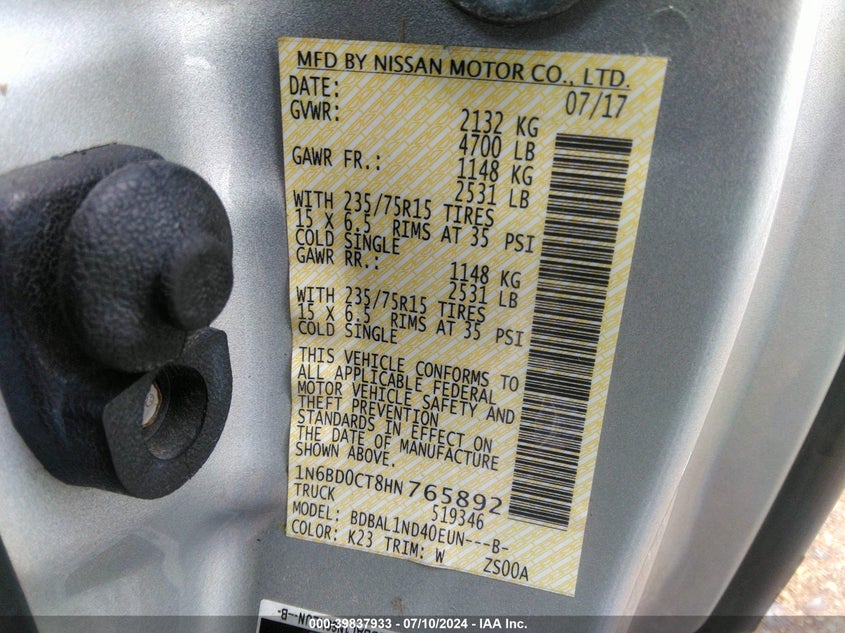 MFD BY NISSAN MOTOR CO., LTD.
DATE: 07/17
GVWR: 2132 KG
4700 LB
GAWR FR.: 1148 KG
2531 LB
WITH 235/75R15 TIRES
15 X 6.5 RIMS AT 35 PSI
COLD SINGLE
GAWR RR.: 1148 KG
2531 LB
WITH 235/75R15 TIRES
15 X 6.5 RIMS AT 35 PSI
COLD SINGLE
THIS VEHICLE CONFORMS TO
ALL APPLICABLE FEDERAL
MOTOR VEHICLE SAFETY AND
THEFT PREVENTION
STANDARDS IN EFFECT ON
THE DATE OF MANUFACTURE
SHOWN ABOVE.
1N6BD0CT8HN765892
TRUCK 519346
MODEL: BDBAL1ND40EUN---B-
COLOR: K23 TRIM: W ZS00A
000-39837933 - 07/10/2024 - IAA Inc.